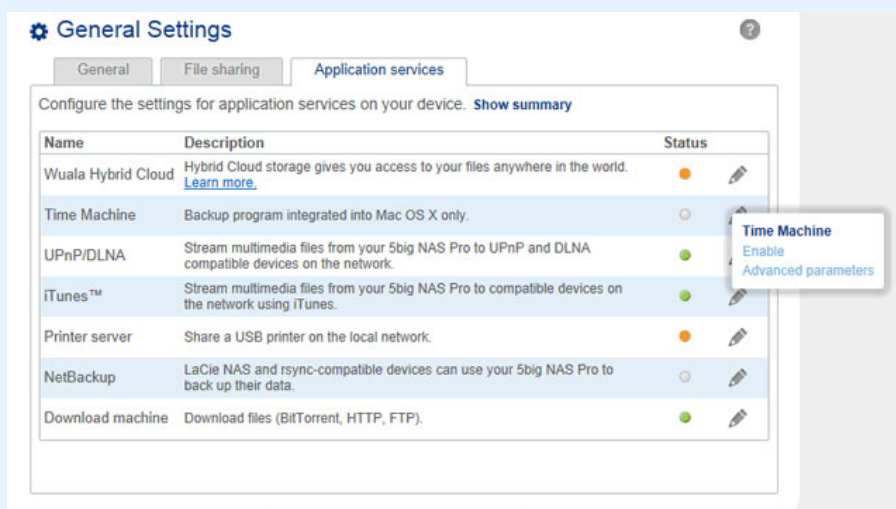 General Settings
General File sharing Application services
Configure the settings for application services on your device. Show summary
Name Description Status
Wuala Hybrid Cloud Hybrid Cloud storage gives you access to your files anywhere in the world.
Learn more.
Time Machine Backup program integrated into Mac OS X only.
Time Machine
Enable
Advanced parameters
UPnP/DLNA Stream multimedia files from your 5big NAS Pro to UPnP and DLNA
compatible devices on the network.
iTunes™ Stream multimedia files from your 5big NAS Pro to compatible devices on
the network using iTunes.
Printer server Share a USB printer on the local network.
NetBackup LaCie NAS and rsync-compatible devices can use your 5big NAS Pro to
back up their data.
Download machine Download files (BitTorrent, HTTP, FTP).